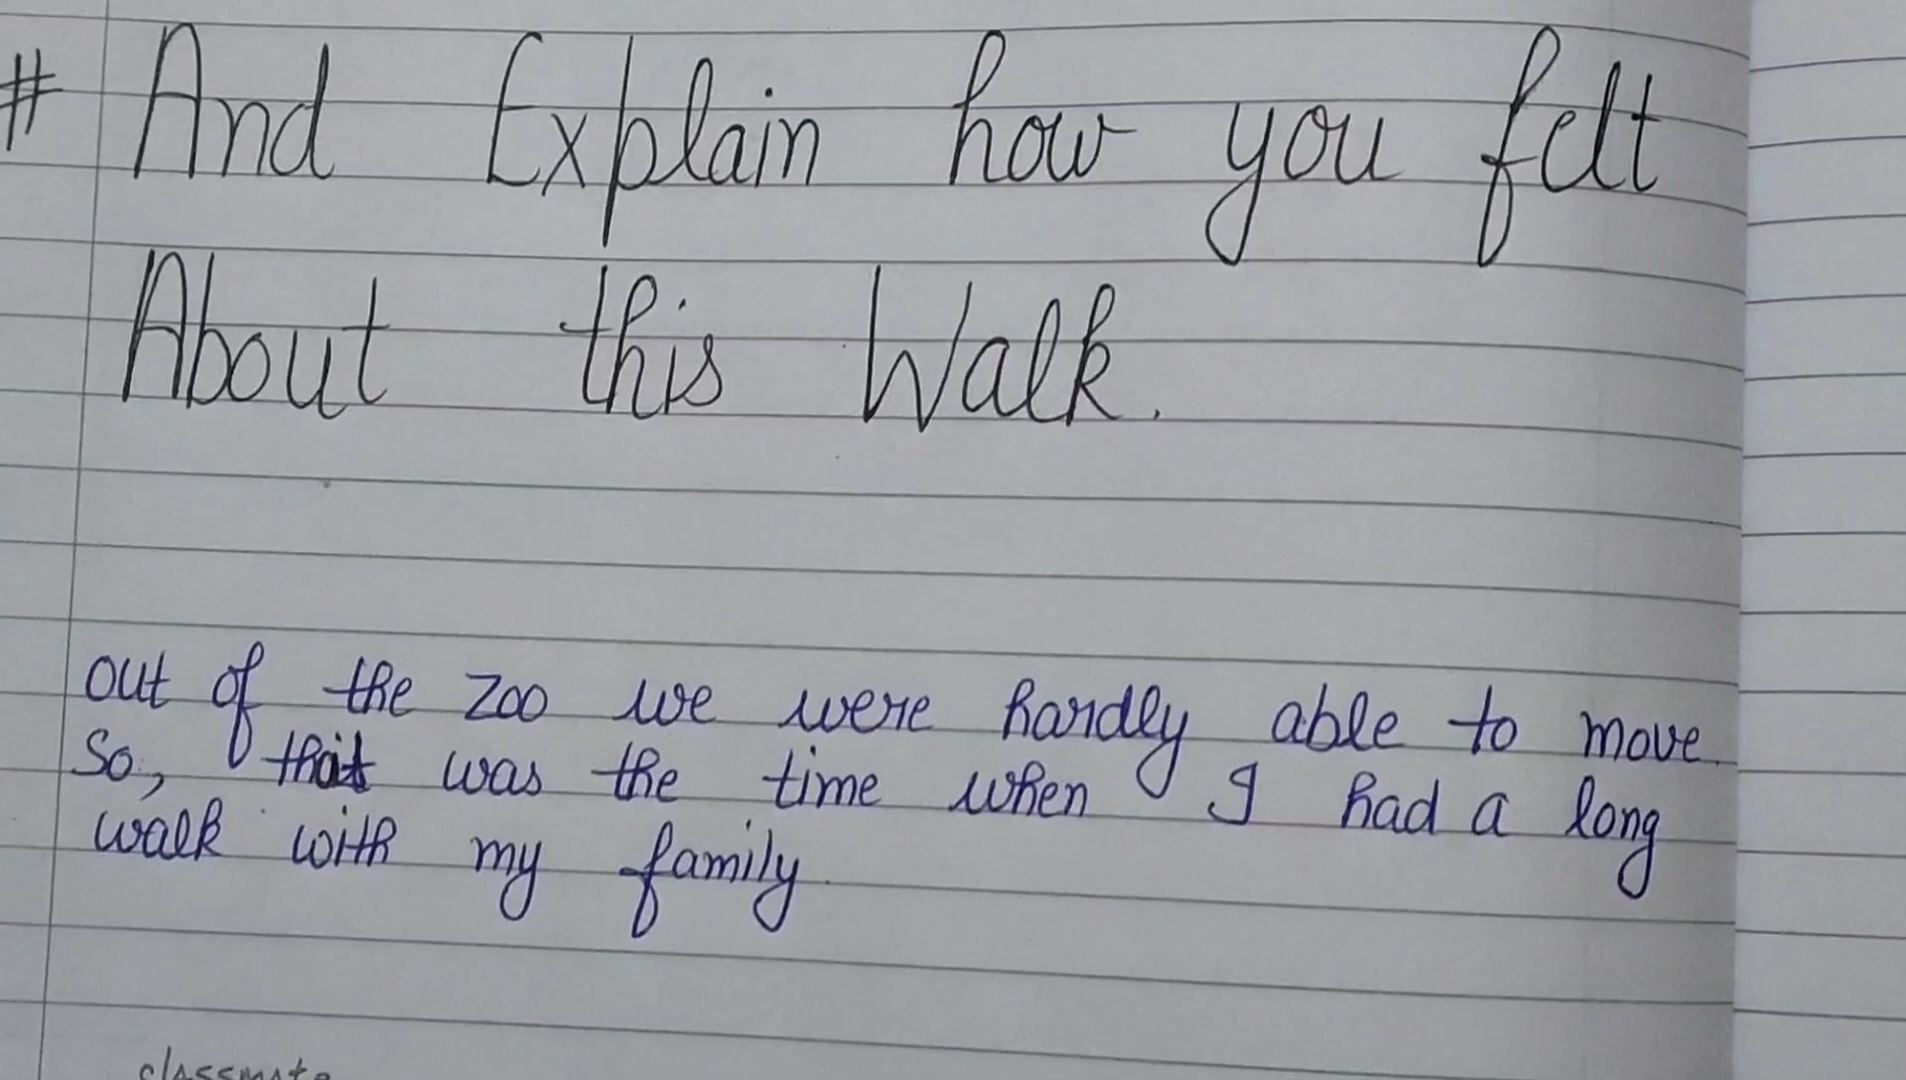 # And Explain how you felt
About this Walk.
out of the zoo we were hardly able to move.
So, that was the time when I had a long
walk with my family.
classmate